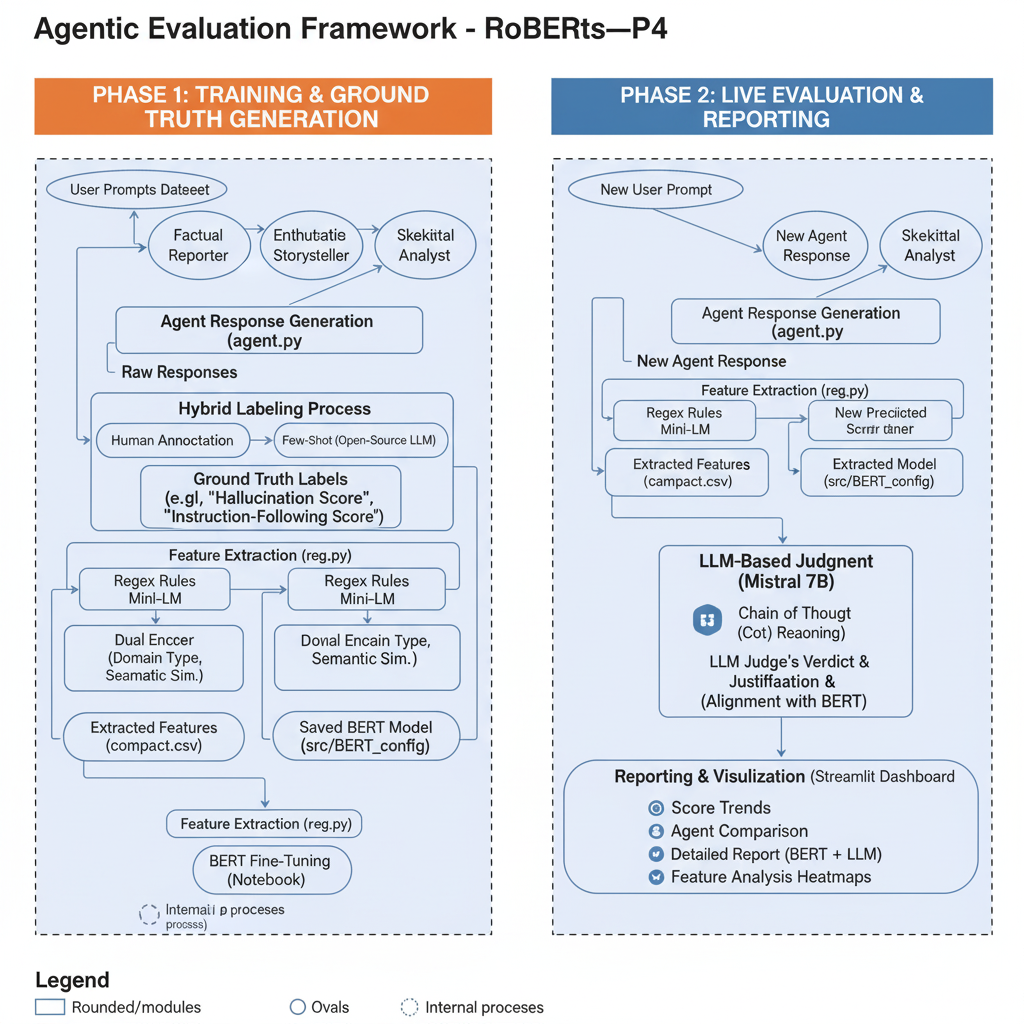 Agentic Evaluation Framework - RoBERts—P4
PHASE 1: TRAINING & GROUND
TRUTH GENERATION
User Prompts Dateeet
Factual
Reporter
Enthutatie
Storysteller
Skekittal
Analyst
Agent Response Generation
(agent.py
Raw Responses
Hybrid Labeling Process
Human Annoctation
Few-Shot (Open-Source LLM)
Ground Truth Labels
(e.gl, "Hallucination Score",
"Instruction-Following Score")
Feature Extraction (reg.py)
Regex Rules
Mini-LM
Regex Rules
Mini-LM
Dual Enccer
(Domain Type,
Seamatic Sim.)
Donal Encain Type,
Semantic Sim.)
Extracted Features
(compact.csv)
Saved BERT Model
(src/BERT_config)
Feature Extraction (reg.py)
BERT Fine-Tuning
(Notebook)
p proceses
PHASE 2: LIVE EVALUATION &
REPORTING
New User Prompt
New Agent
Response
Skekittal
Analyst
Agent Response Generation
(agent.py
New Agent Response
Feature Extraction (reg.py)
Regex Rules
Mini-LM
New
Extracted Features
(campact.csv)
Extracted Model
(src/BERT_config)
LLM-Based Judgment
(Mistral 7B)
Chain of Thougt
(Cot) Reaoning)
LLM Judge's Verdict &
Justiffaation &
(Alignment with BERT)
Reporting & Visulization (Streamlit Dashboard
Score Trends
Agent Comparison
Detailed Report (BERT + LLM)
Feature Analysis Heatmaps
Legend
Rounded/modules
Ovals
Internal proceses